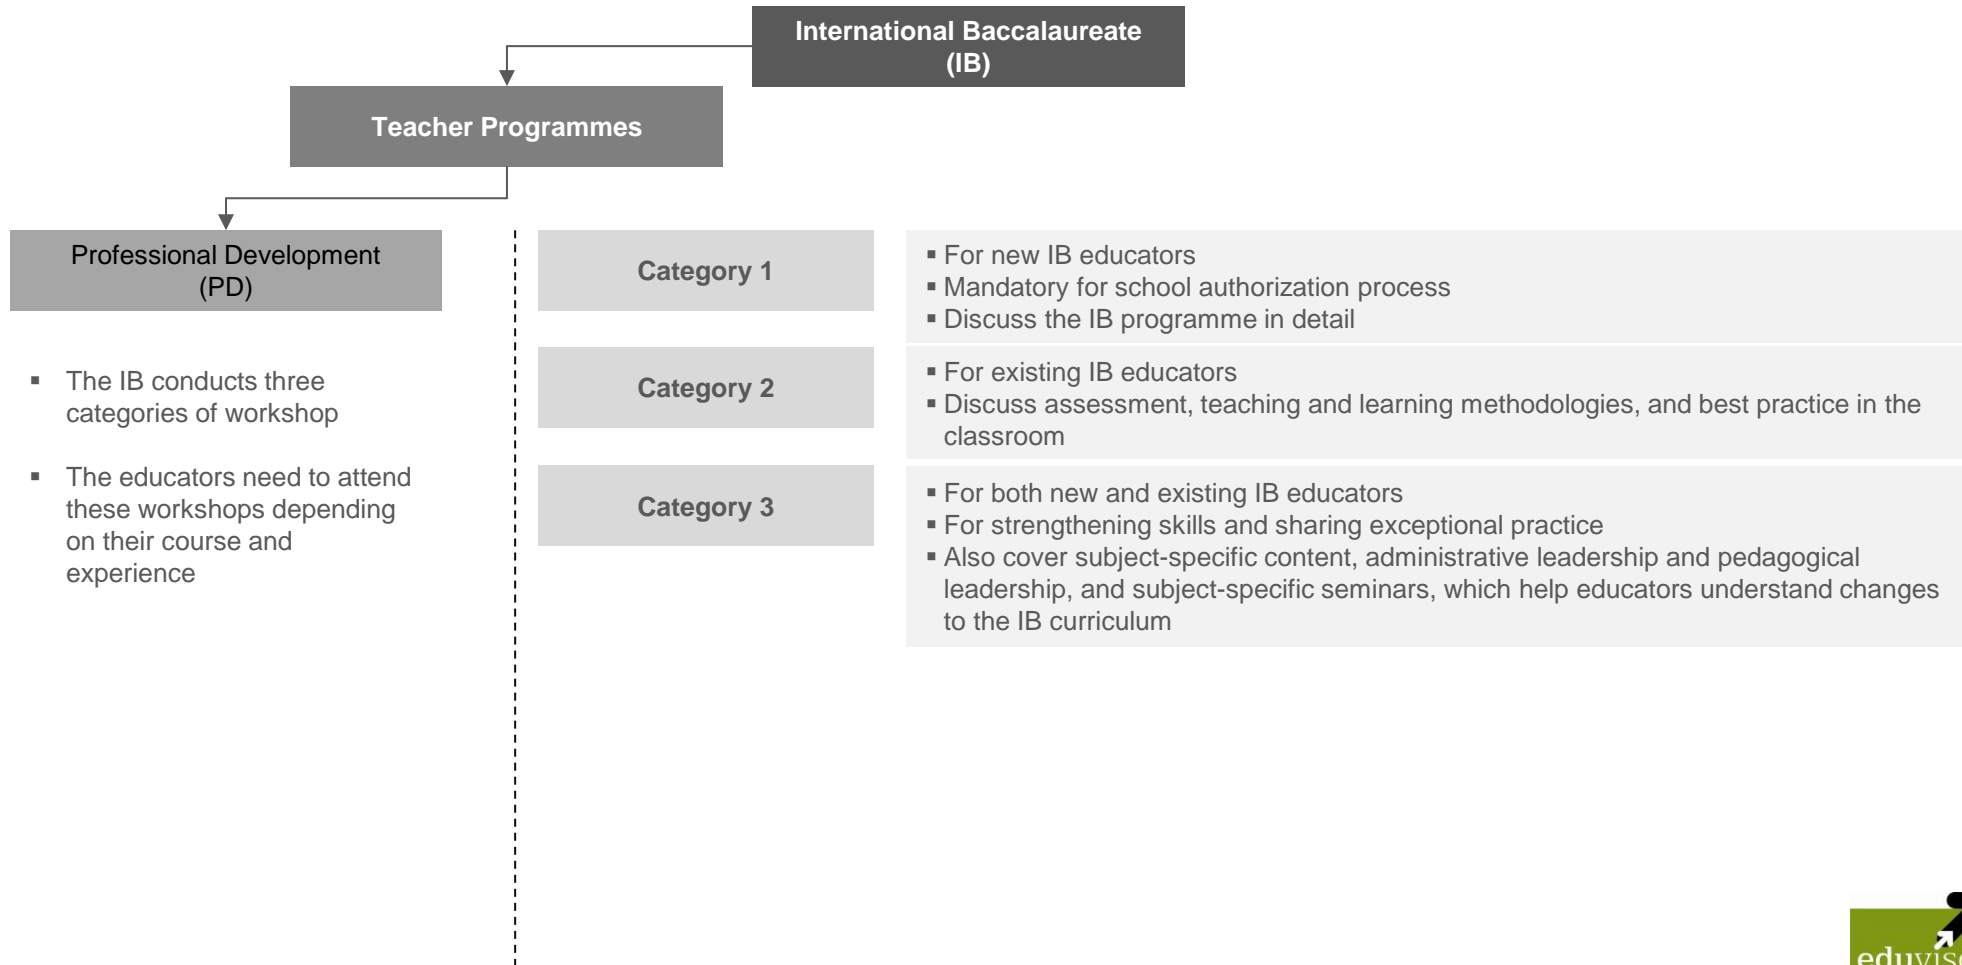 International Baccalaureate
(IB)
Teacher Programmes
Professional Development
(PD)
▪ The IB conducts three
categories of workshop
▪ The educators need to attend
these workshops depending
on their course and
experience
Category 1
▪ For new IB educators
▪ Mandatory for school authorization process
▪ Discuss the IB programme in detail
Category 2
▪ For existing IB educators
▪ Discuss assessment, teaching and learning methodologies, and best practice in the
classroom
Category 3
▪ For both new and existing IB educators
▪ For strengthening skills and sharing exceptional practice
▪ Also cover subject-specific content, administrative leadership and pedagogical
leadership, and subject-specific seminars, which help educators understand changes
to the IB curriculum